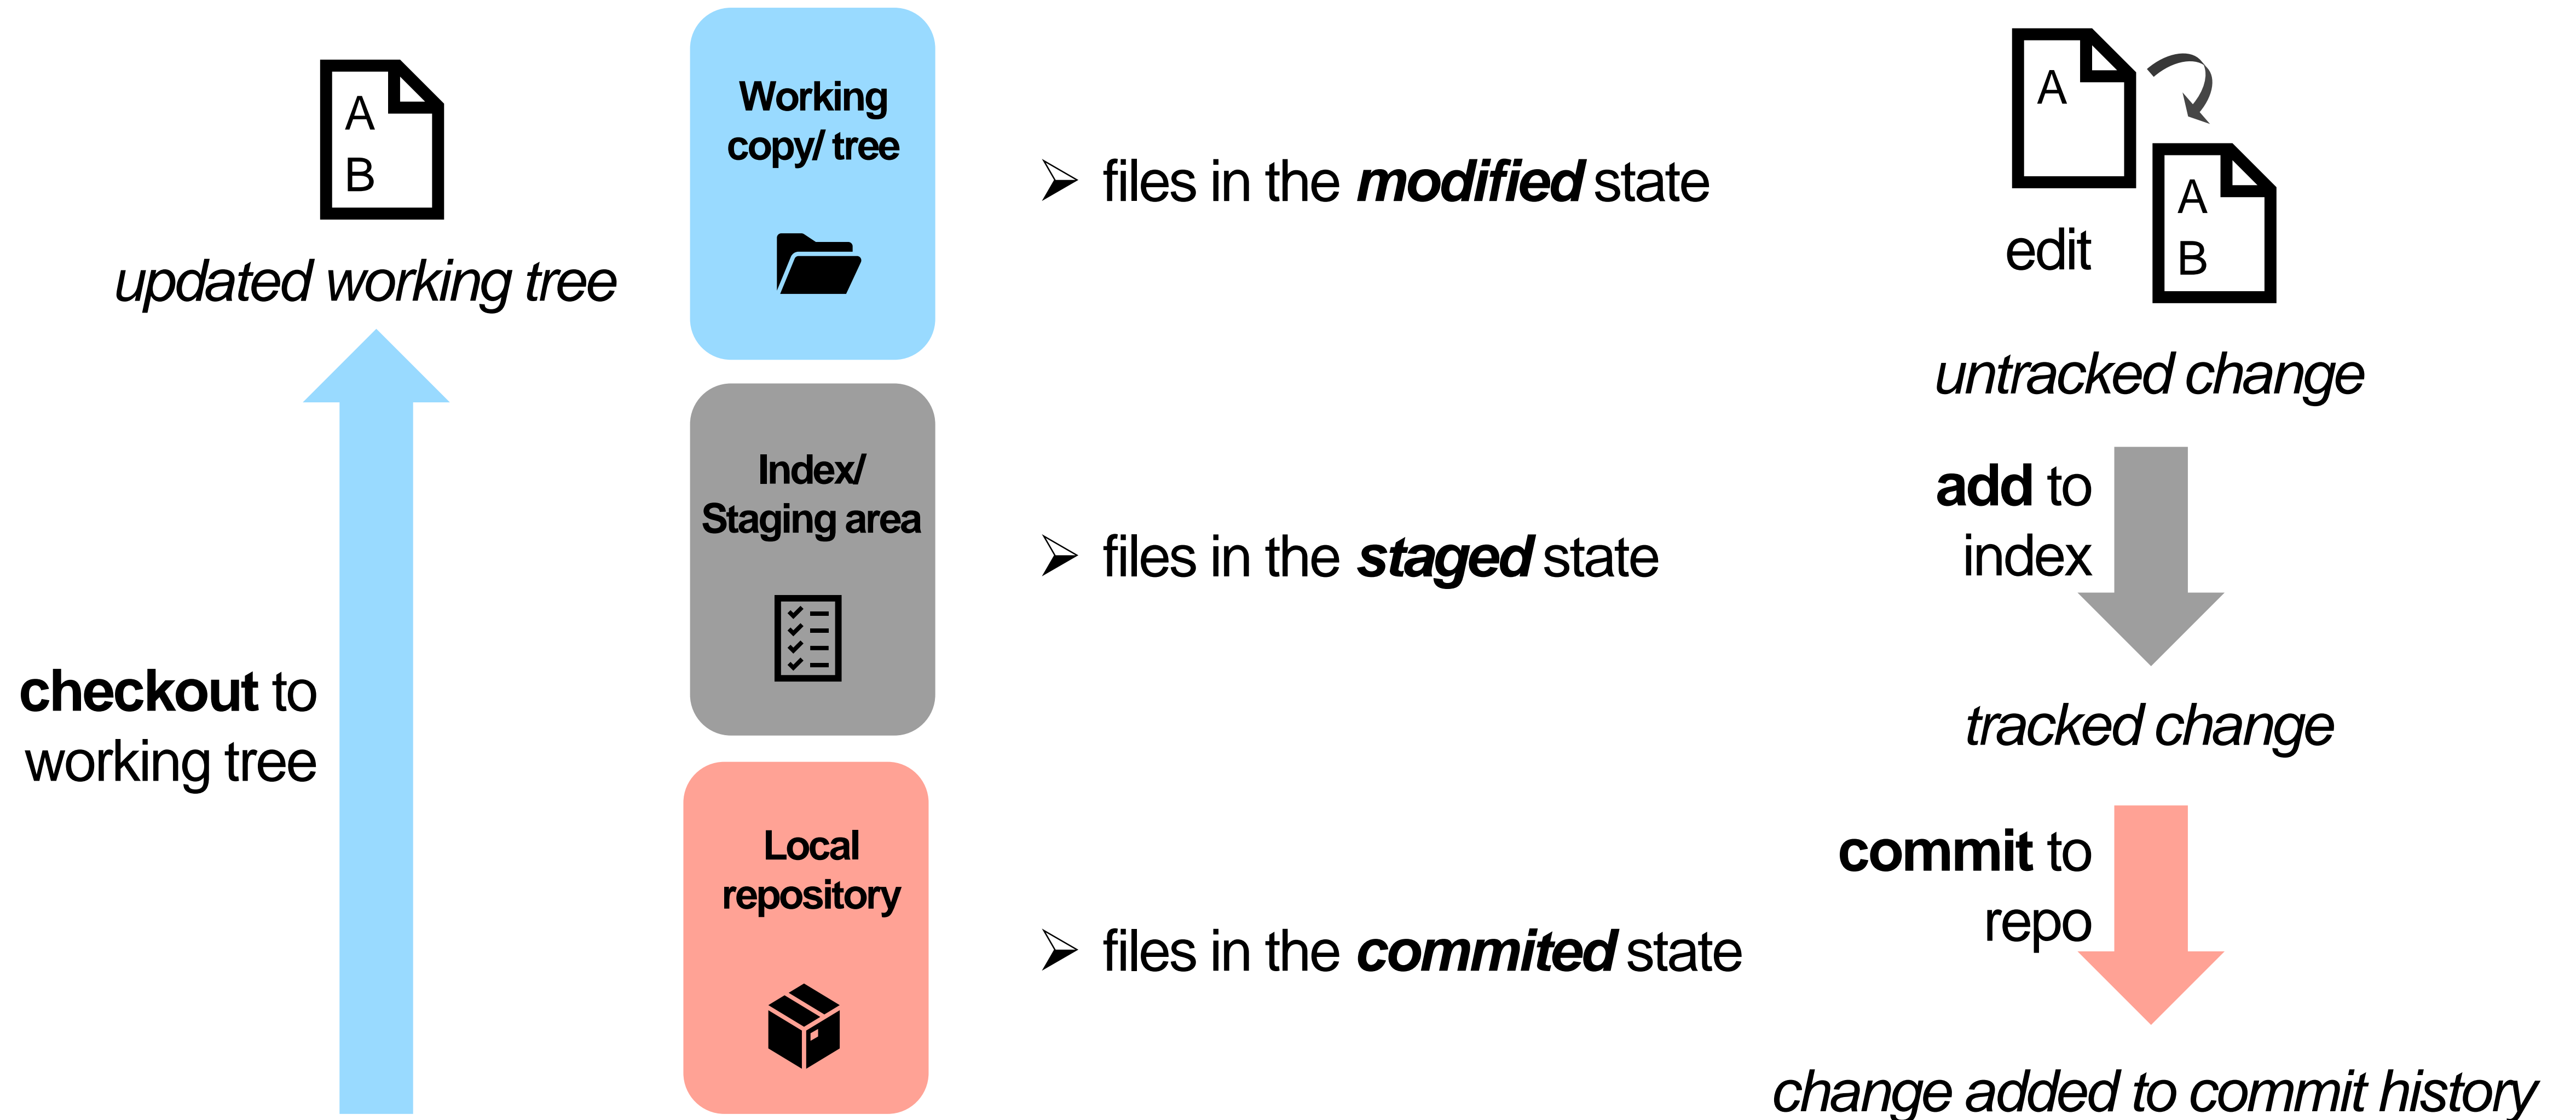 A
B
updated working tree
checkout to
working tree
Working
copy/ tree
Index/
Staging area
Local
repository
➢ files in the modified state
➢ files in the staged state
➢ files in the commited state
A
edit
A
B
untracked change
add to
index
tracked change
commit to
repo
change added to commit history